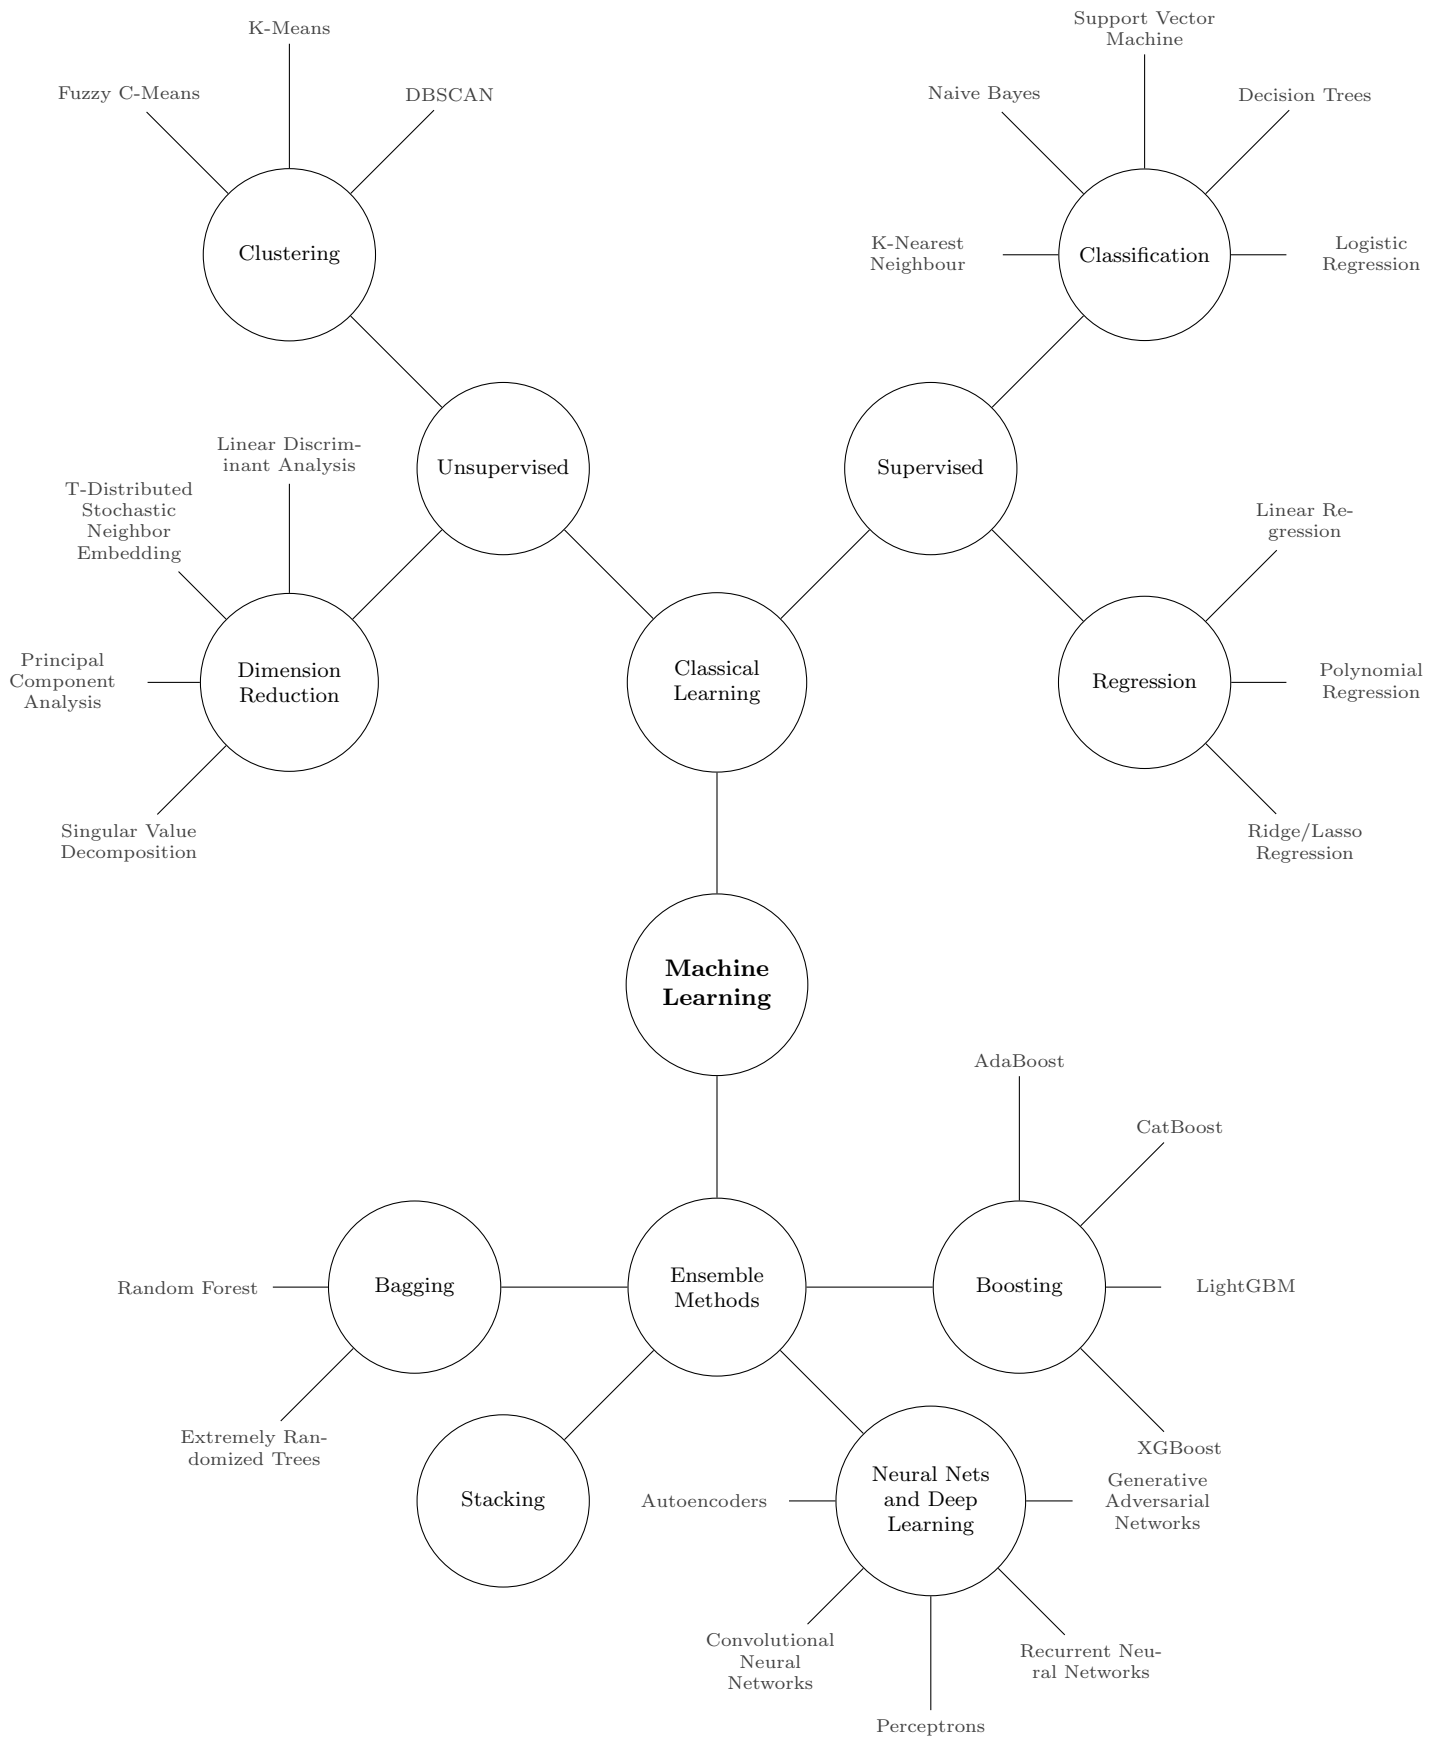 K-Means
Fuzzy C-Means
DBSCAN
Clustering
Support Vector
Machine
Naive Bayes
Decision Trees
K-Nearest
Neighbour
Classification
Logistic
Regression
Unsupervised
Supervised
Linear Discrim-
inant Analysis
T-Distributed
Stochastic
Neighbor
Embedding
Principal
Component
Analysis
Dimension
Reduction
Singular Value
Decomposition
Classical
Learning
Linear Re-
gression
Regression
Polynomial
Regression
Ridge/Lasso
Regression
Machine
Learning
AdaBoost
CatBoost
Random Forest
Bagging
Ensemble
Methods
Boosting
LightGBM
Extremely Ran-
domized Trees
XGBoost
Stacking
Autoencoders
Neural Nets
and Deep
Learning
Generative
Adversarial
Networks
Convolutional
Neural
Networks
Recurrent Neu-
ral Networks
Perceptrons